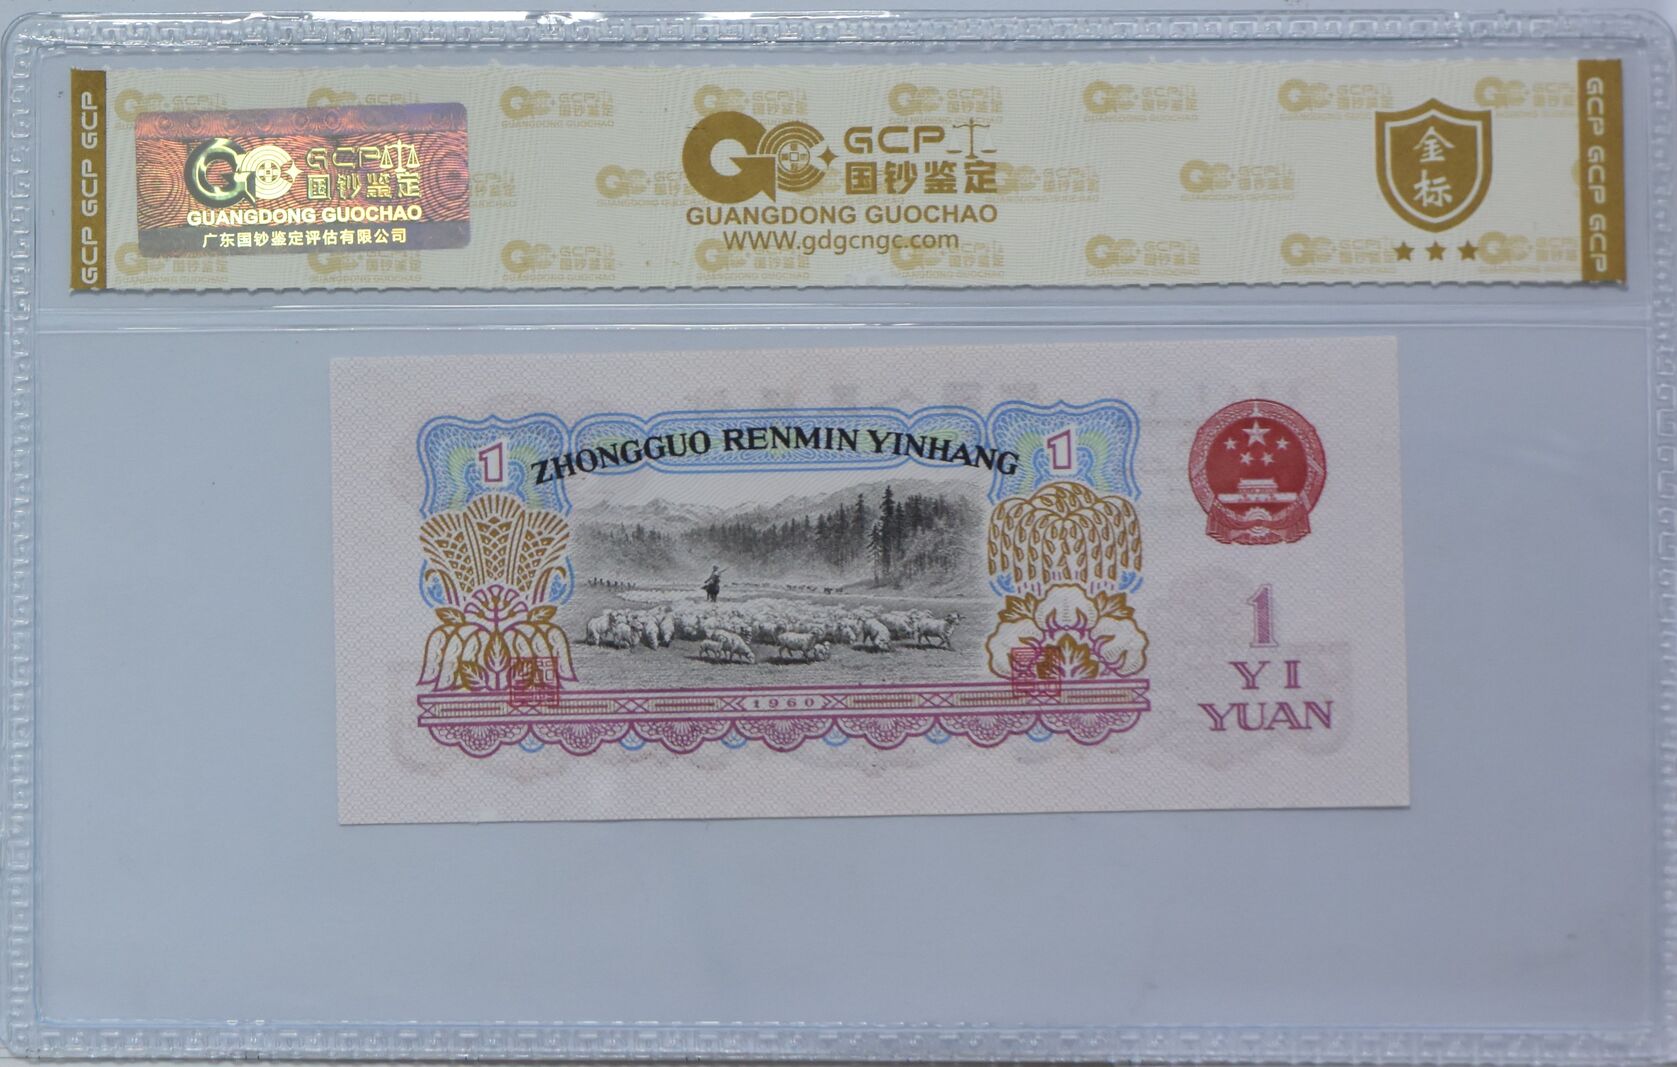 GCP GCP GCP
GCP
国钞鉴定
GUANGDONG GUOCHAO
广东国钞鉴定评估有限公司
GCP
国钞鉴定
GUANGDONG GUOCHAO
WWW.gdgcngc.com
金标
GCP GCP GCP GCP
ZHONGGUO RENMIN YINHANG
1
1
1960
1
YI
YUAN